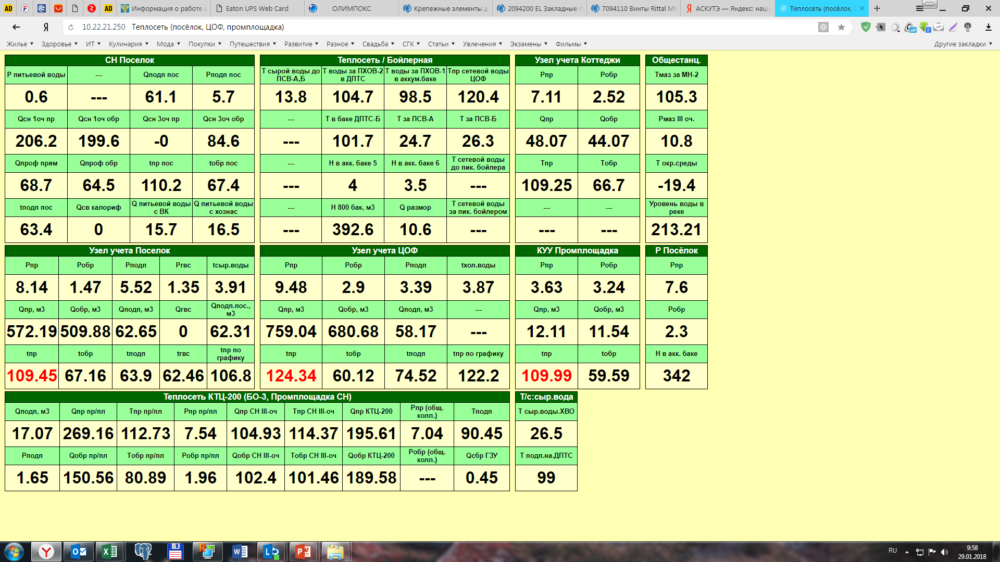 Информация о работе к
Eaton UPS Web Card
ОЛИМПОКС
Крепежные элементы д
2094200 EL Закладные га
7094110 Винты Rittal M6
АСКУТЭ — Яндекс: наш
Теплосеть (посёлок,
10.22.21.250 Теплосеть (посёлок, ЦОФ, промплощадка)
Жилье Здоровье ИТ Кулинария Мода Покупки Путешествия Развитие Разное Свадьба СГК Статьи Увлечения Экзамены Фильмы Другие закладки
СН Поселок
Р питьевой воды --- Qподп пос Рподп пос
0.6 --- 61.1 5.7
Qсн 1оч пр Qсн 1оч обр Qсн 3оч пр Qсн 3оч обр
206.2 199.6 -0 84.6
Qпроф прям Qпроф обр tпр пос tобр пос
68.7 64.5 110.2 67.4
tподп пос Qсв калориф Q питьевой воды с ВК Q питьевой воды с хознас
63.4 0 15.7 16.5
Теплосеть / Бойлерная
Т сырой воды до ПСВ-А,Б Т воды за ПХОВ-2 в ДПТС Т воды за ПХОВ-1 в аккум.баке Тпр сетевой воды ЦОФ
13.8 104.7 98.5 120.4
--- Т в баке ДПТС-Б Т за ПСВ-А Т за ПСВ-Б
--- 101.7 24.7 26.3
--- Н в акк. баке 5 Н в акк. баке 6 Т сетевой воды до пик. бойлера
--- 4 3.5 ---
--- Н 800 бак, м3 Q размор Т сетевой воды за пик. бойлером
--- 392.6 10.6 ---
Узел учета Коттеджи
Рпр Робр
7.11 2.52
Qпр Qобр
48.07 44.07
Тпр Тобр
109.25 66.7
--- ---
--- ---
Общестанц.
Тмаз за МН-2
105.3
Рмаз III оч.
10.8
Т окр.среды
-19.4
Уровень воды в реке
213.21
Узел учета Поселок
Рпр Робр Рподп Ргвс tсыр.воды
8.14 1.47 5.52 1.35 3.91
Qпр, м3 Qобр, м3 Qподп, м3 Qгвс Qподп.пос., м3
572.19 509.88 62.65 0 62.31
tпр tобр tподп tгвс tпр по графику
109.45 67.16 63.9 62.46 106.8
Узел учета ЦОФ
Рпр Робр Рподп tхол.воды
9.48 2.9 3.39 3.87
Qпр, м3 Qобр, м3 Qподп, м3 ---
759.04 680.68 58.17 ---
tпр tобр tподп tпр по графику
124.34 60.12 74.52 122.2
КУУ Промплощадка
Рпр Робр
3.63 3.24
Qпр, м3 Qобр, м3
12.11 11.54
tпр tобр
109.99 59.59
Р Посёлок
Рпр
7.6
Робр
2.3
Н в акк. баке
342
Теплосеть КТЦ-200 (БО-3, Промплощадка СН)
Qподп, м3 Qпр пр/пл Тпр пр/пл Рпр пр/пл Qпр СН III-оч Тпр СН III-оч Qпр КТЦ-200 Рпр (общ. колл.) Тподп
17.07 269.16 112.73 7.54 104.93 114.37 195.61 7.04 90.45
Рподп Qобр пр/пл Тобр пр/пл Робр пр/пл Qобр СН III-оч Тобр СН III-оч Qобр КТЦ-200 Робр (общ. колл.) Qсбр ГЗУ
1.65 150.56 80.89 1.96 102.4 101.46 189.58 --- 0.45
Т/с:сыр.вода
Т сыр.воды.ХВО
26.5
Т подп.на.ДПТС
99
RU
9:58
29.01.2018